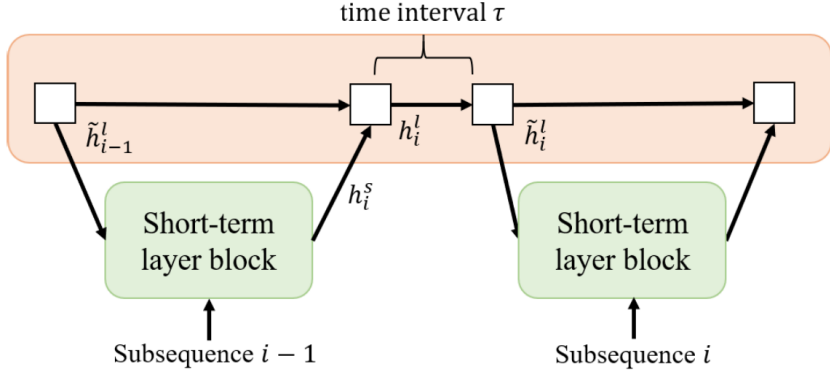 time interval τ
h̃ˡᵢ₋₁
hˡᵢ
h̃ˡᵢ
hˢᵢ
Short-term
layer block
Short-term
layer block
Subsequence i − 1
Subsequence i